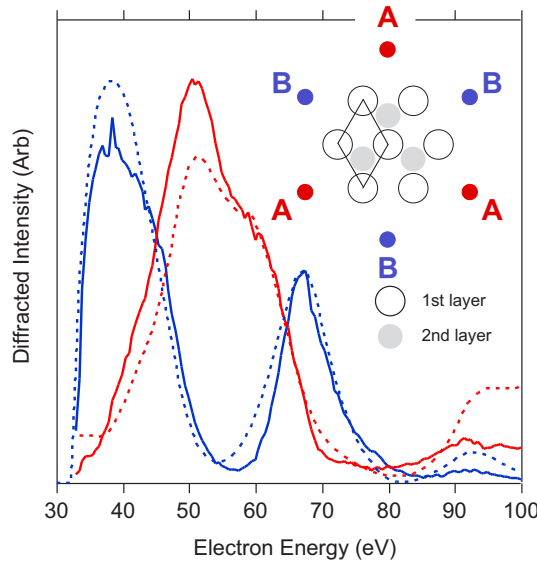 A
B
B
A
A
B
1st layer
2nd layer
Diffracted Intensity (Arb)
30 40 50 60 70 80 90 100
Electron Energy (eV)